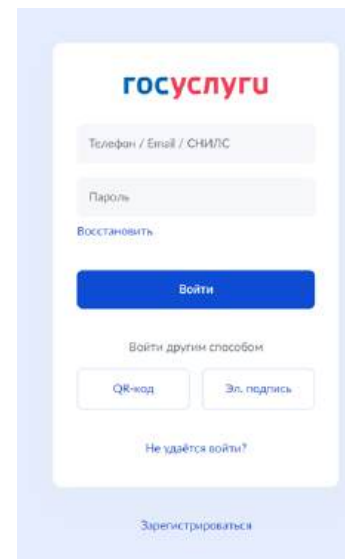 госуслуги
Телефон / Email / СНИЛС
Пароль
Восстановить
Войти
Войти другим способом
QR-код
Эл. подпись
Не удаётся войти?
Зарегистрироваться